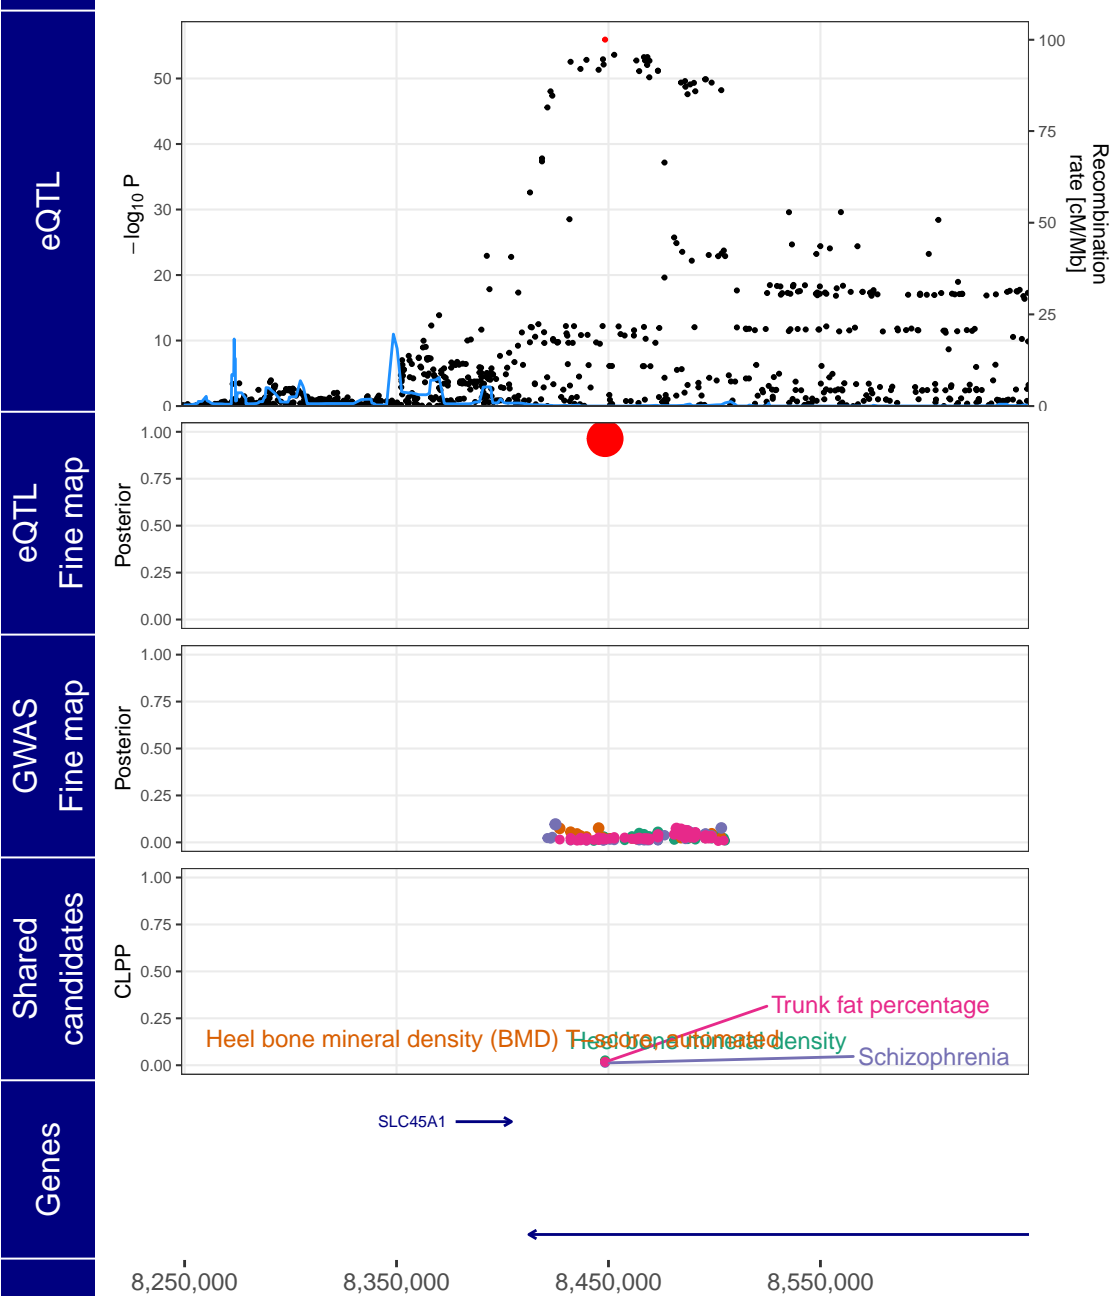 eQTL
−log10 P
50
40
30
20
10
0
100
75
50
25
0
Recombination
rate [cM/Mb]
eQTL
Fine map
Posterior
1.00
0.75
0.50
0.25
0.00
GWAS
Fine map
Posterior
1.00
0.75
0.50
0.25
0.00
Shared
candidates
CLPP
1.00
0.75
0.50
0.25
0.00
Trunk fat percentage
Heel bone mineral density (BMD) T−score, automated
Heel bone mineral density
Schizophrenia
Genes
SLC45A1
8,250,000
8,350,000
8,450,000
8,550,000